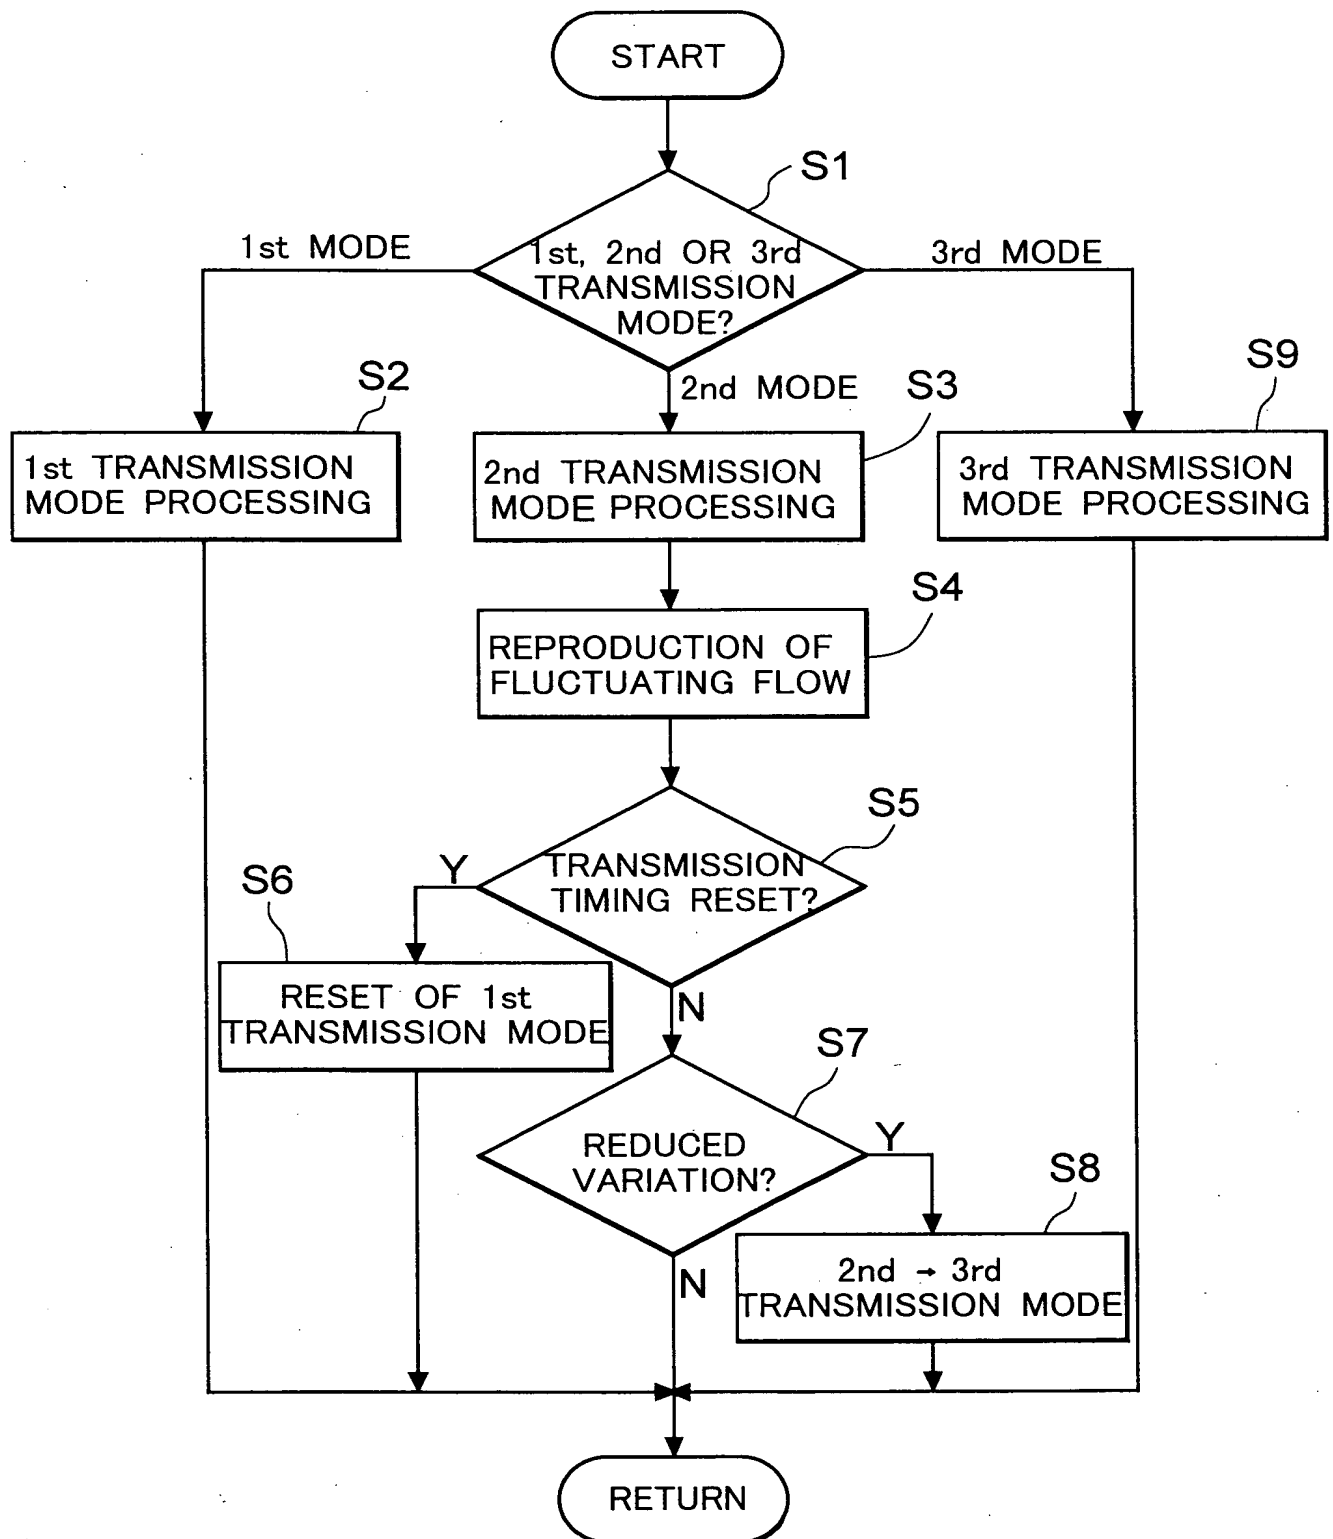 START
S1
1st MODE
1st, 2nd OR 3rd
TRANSMISSION
MODE?
3rd MODE
S2
2nd MODE
S3
S9
1st TRANSMISSION
MODE PROCESSING
2nd TRANSMISSION
MODE PROCESSING
3rd TRANSMISSION
MODE PROCESSING
S4
REPRODUCTION OF
FLUCTUATING FLOW
S5
TRANSMISSION
TIMING RESET?
Y
S6
RESET OF 1st
TRANSMISSION MODE
N
S7
REDUCED
VARIATION?
Y
S8
2nd → 3rd
TRANSMISSION MODE
N
RETURN